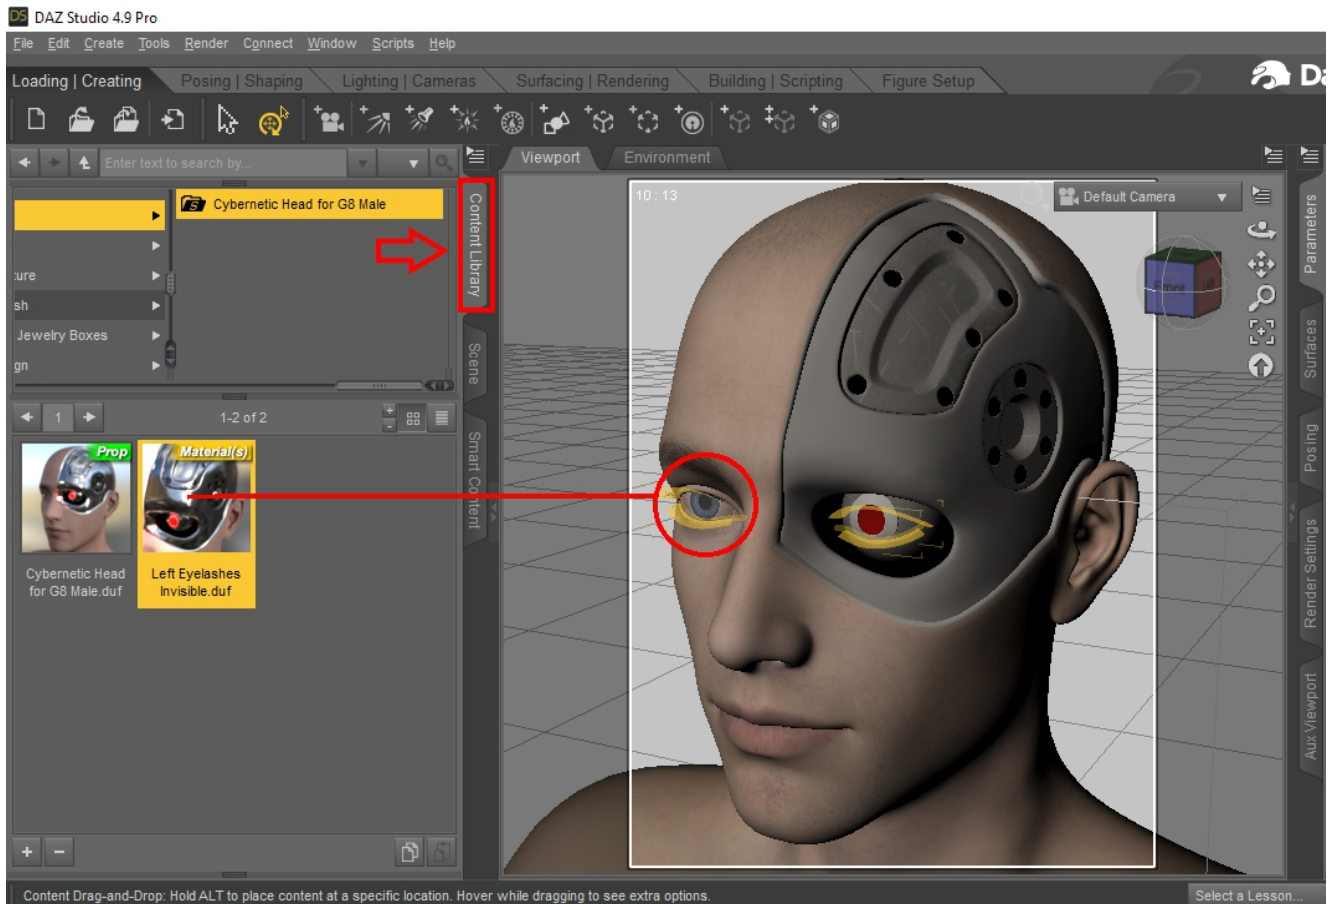 DS DAZ Studio 4.9 Pro
File Edit Create Tools Render Connect Window Scripts Help
Loading | Creating Posing | Shaping Lighting | Cameras Surfacing | Rendering Building | Scripting Figure Setup
Da
Enter text to search by...
Viewport Environment
Cybernetic Head for G8 Male
10 : 13
Default Camera
ture
sh
Jewelry Boxes
gn
Content Library
Scene
Smart Content
Front
Parameters
Surfaces
Posing
Render Settings
Aux Viewport
1 1-2 of 2
Prop Material(s)
Cybernetic Head Left Eyelashes
for G8 Male.duf Invisible.duf
Content Drag-and-Drop: Hold ALT to place content at a specific location. Hover while dragging to see extra options. Select a Lesson...